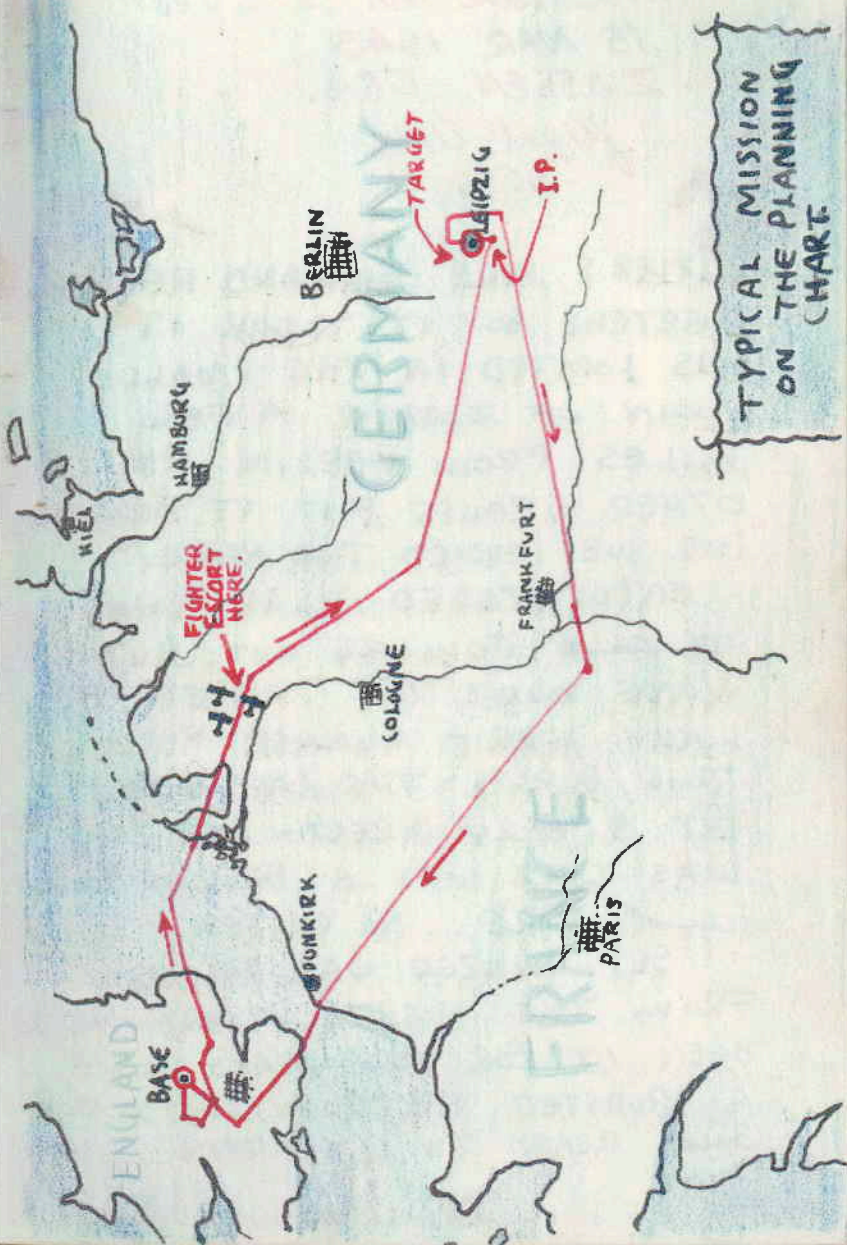 ENGLAND
BASE
DUNKIRK
PARIS
FRANCE
COLOGNE
FRANKFURT
FIGHTER
ESCORT
HERE.
KIEL
HAMBURG
BERLIN
GERMANY
TARGET
LEIPZIG
I.P.
TYPICAL MISSION
ON THE PLANNING
CHART.